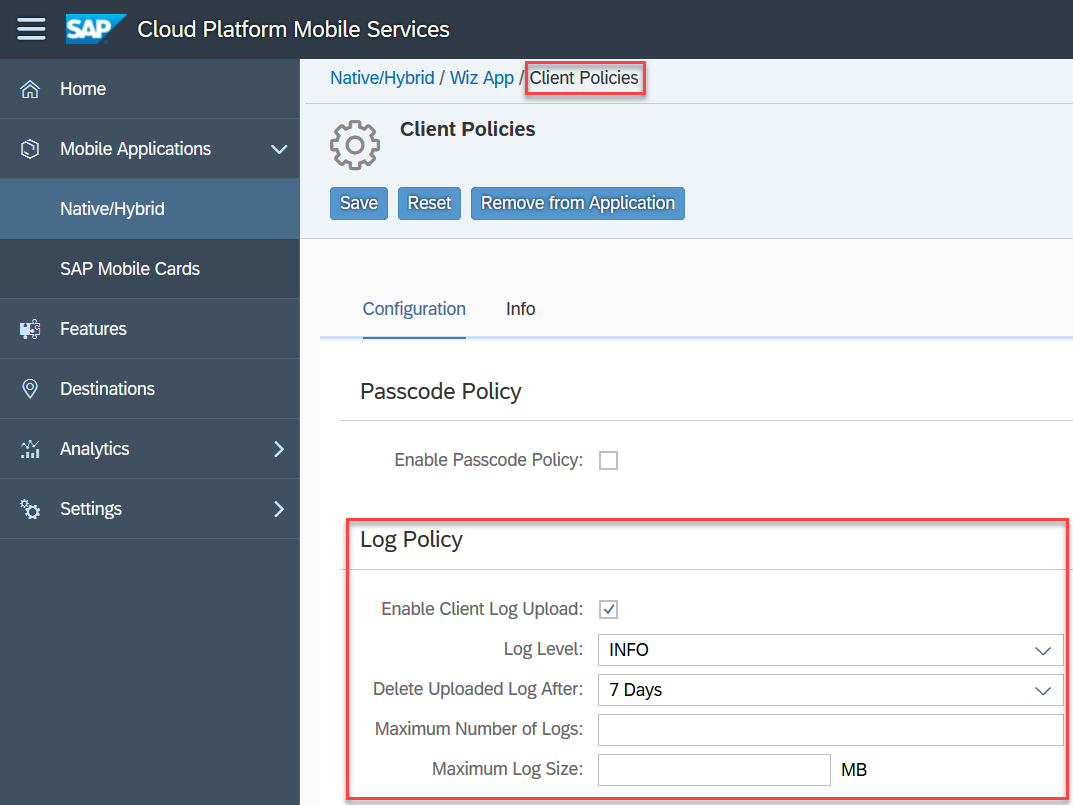 SAP Cloud Platform Mobile Services
Home
Mobile Applications
Native/Hybrid
SAP Mobile Cards
Features
Destinations
Analytics
Settings
Native/Hybrid / Wiz App / Client Policies
Client Policies
Save Reset Remove from Application
Configuration Info
Passcode Policy
Enable Passcode Policy:
Log Policy
Enable Client Log Upload:
Log Level: INFO
Delete Uploaded Log After: 7 Days
Maximum Number of Logs:
Maximum Log Size: MB